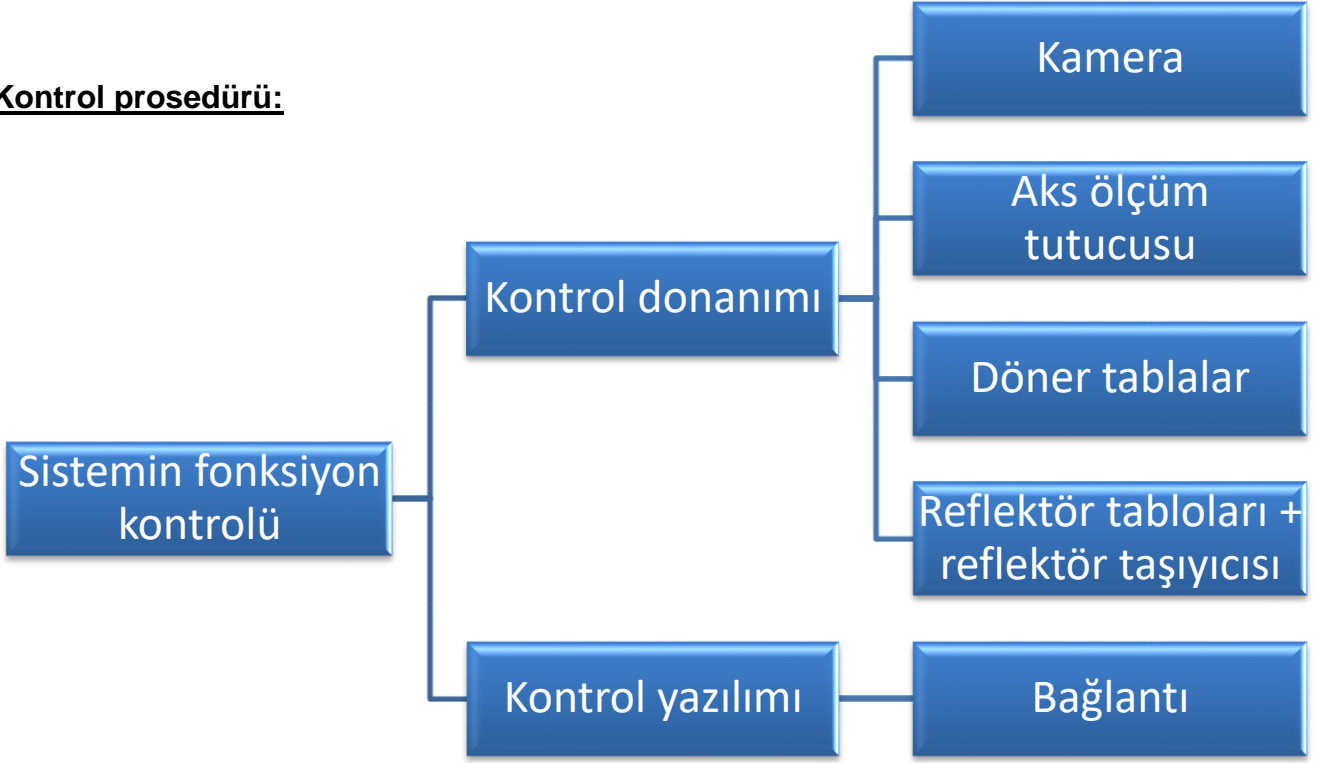 Kontrol prosedürü:
Sistemin fonksiyon
kontrolü
Kontrol donanımı
Kamera
Aks ölçüm
tutucusu
Döner tablalar
Reflektör tabloları +
reflektör taşıyıcısı
Kontrol yazılımı
Bağlantı